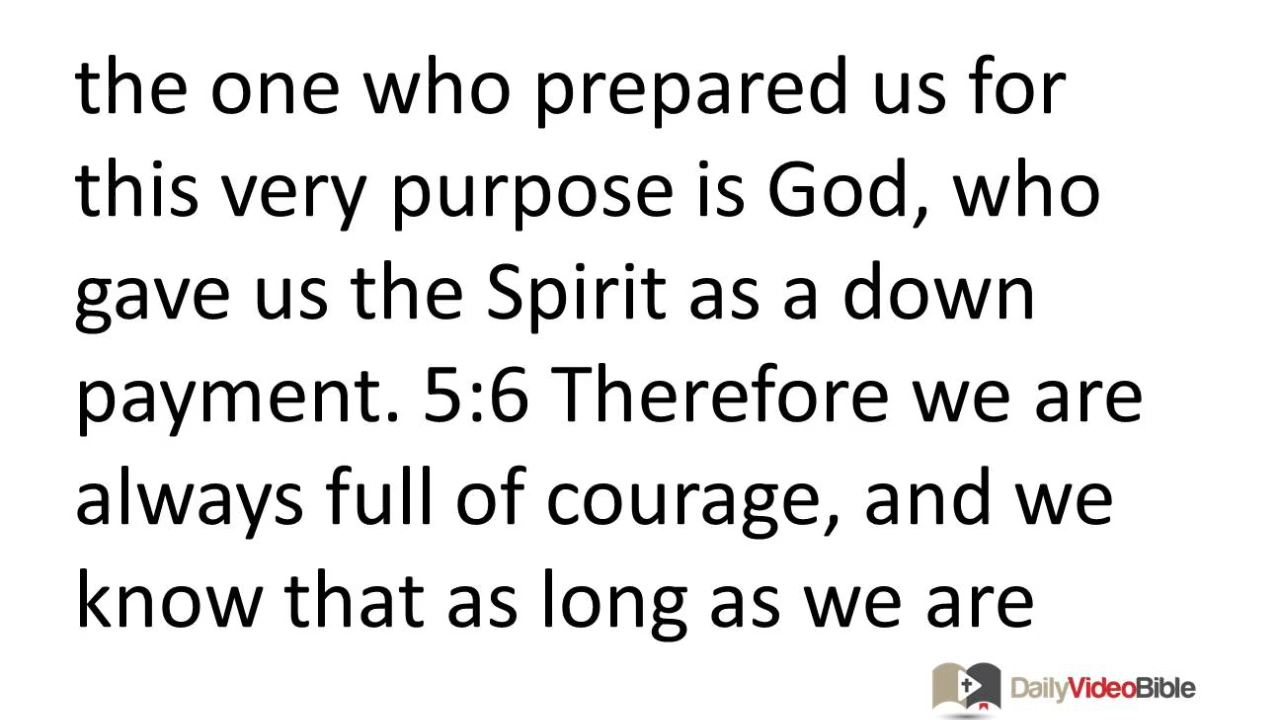 the one who prepared us for
this very purpose is God, who
gave us the Spirit as a down
payment. 5:6 Therefore we are
always full of courage, and we
know that as long as we are
DailyVideoBible